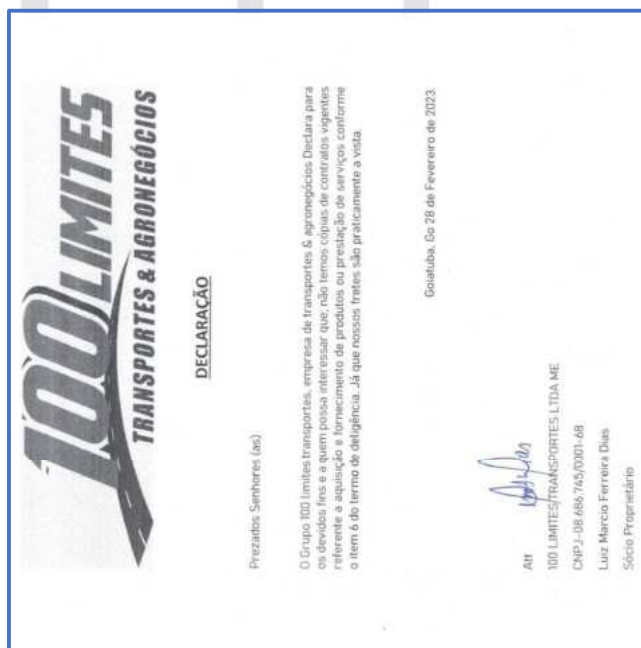 100 LIMITES
TRANSPORTES & AGRONEGÓCIOS
DECLARAÇÃO
Prezados Senhores (as)
O Grupo 100 limites transportes, empresa de transportes & agronegócios Declara para
os devidos fins e a quem possa interessar que, não temos cópias de contratos vigentes
referente a aquisição e fornecimento de produtos ou prestação de serviços conforme
o item 6 do termo de deligência. Já que nossos fretes são praticamente a vista.
Goiatuba, Go 28 de Fevereiro de 2023.
Att
100 LIMITES TRANSPORTES LTDA ME
CNPJ-08.686.745/0001-68
Luiz Marcio Ferreira Dias
Sócio Proprietário